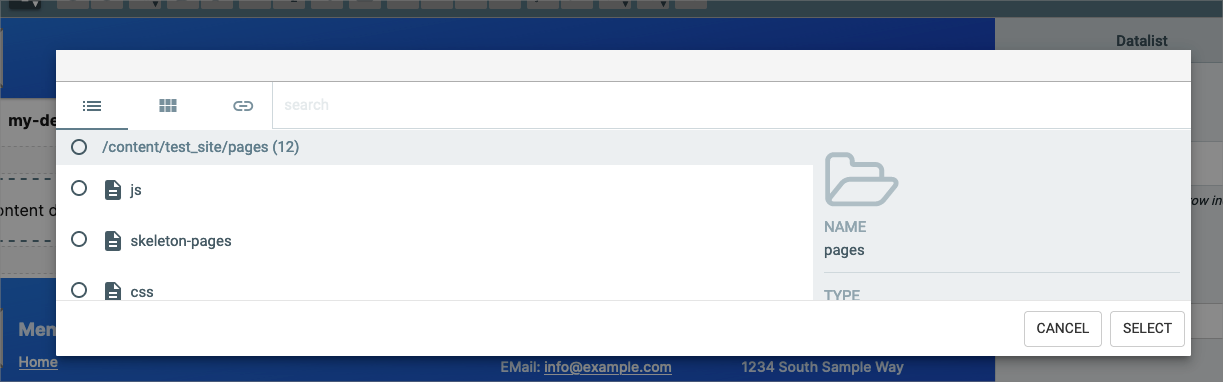 Datalist
search
my-de
/content/test_site/pages (12)
js
skeleton-pages
css
NAME
pages
TYPE
ontent d
row in
CANCEL
SELECT
Men
Home
EMail: info@example.com
1234 South Sample Way